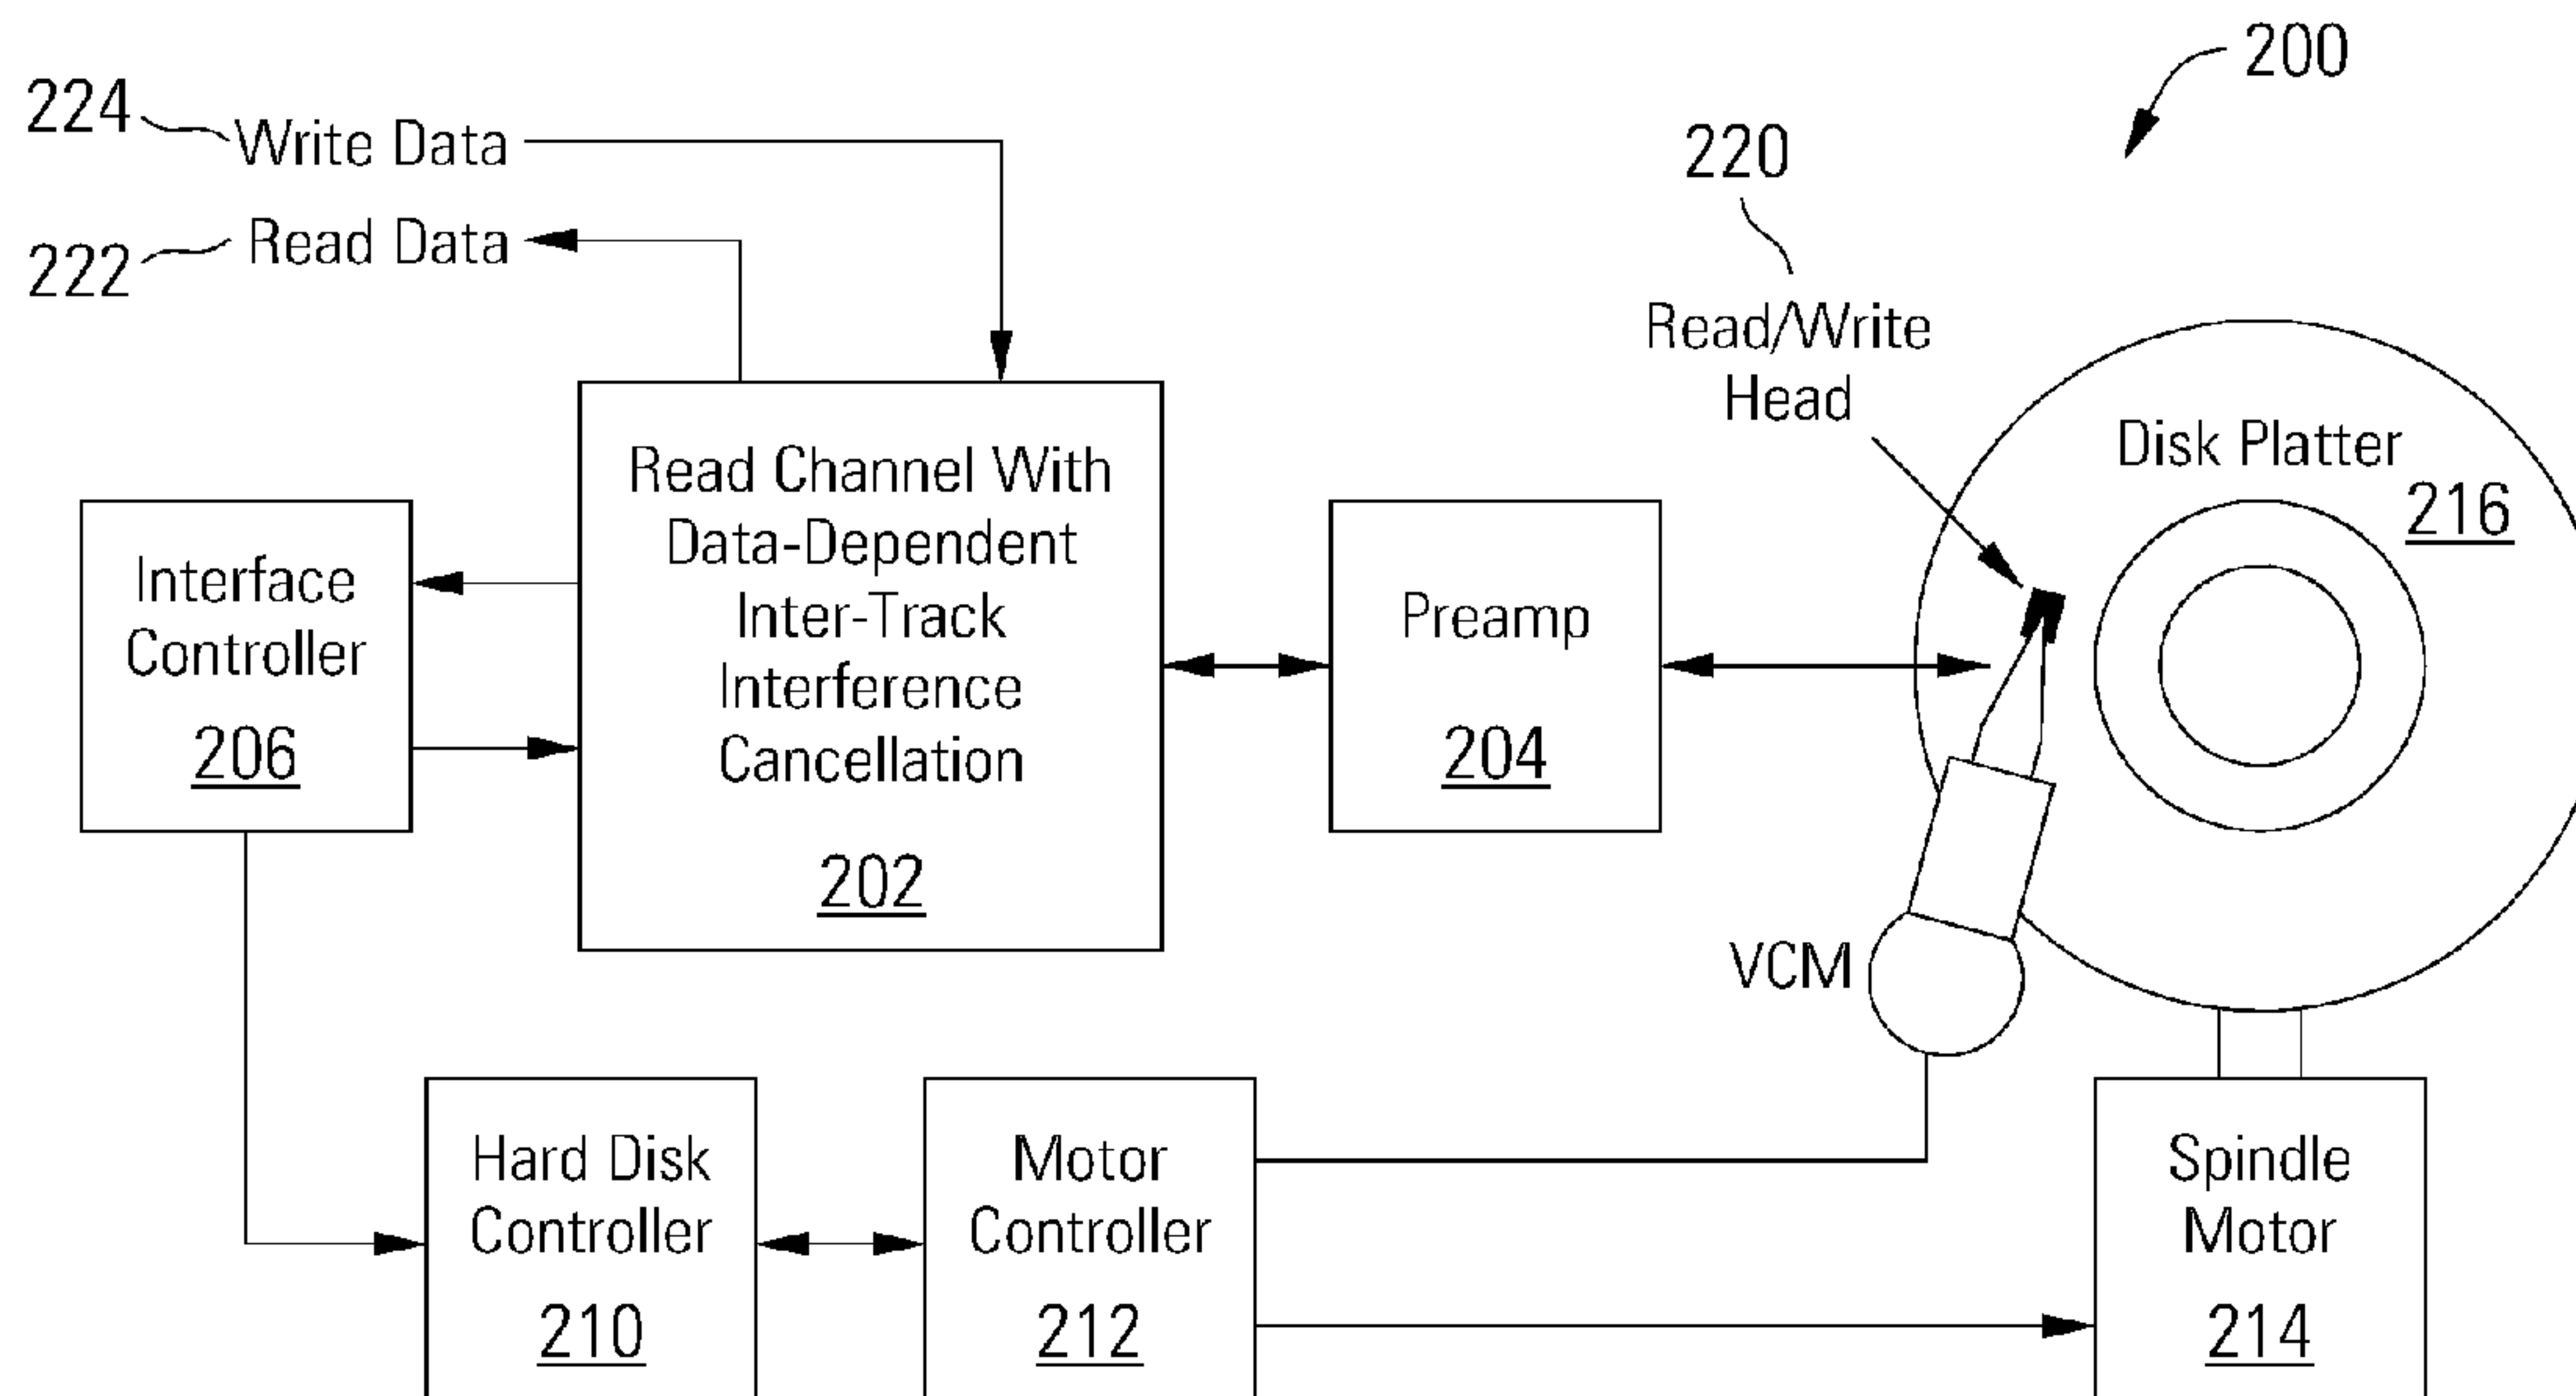 200
224
Write Data
222
Read Data
220
Read/Write
Head
Disk Platter
216
Read Channel With
Data-Dependent
Inter-Track
Interference
Cancellation
202
Interface
Controller
206
Preamp
204
VCM
Hard Disk
Controller
210
Motor
Controller
212
Spindle
Motor
214